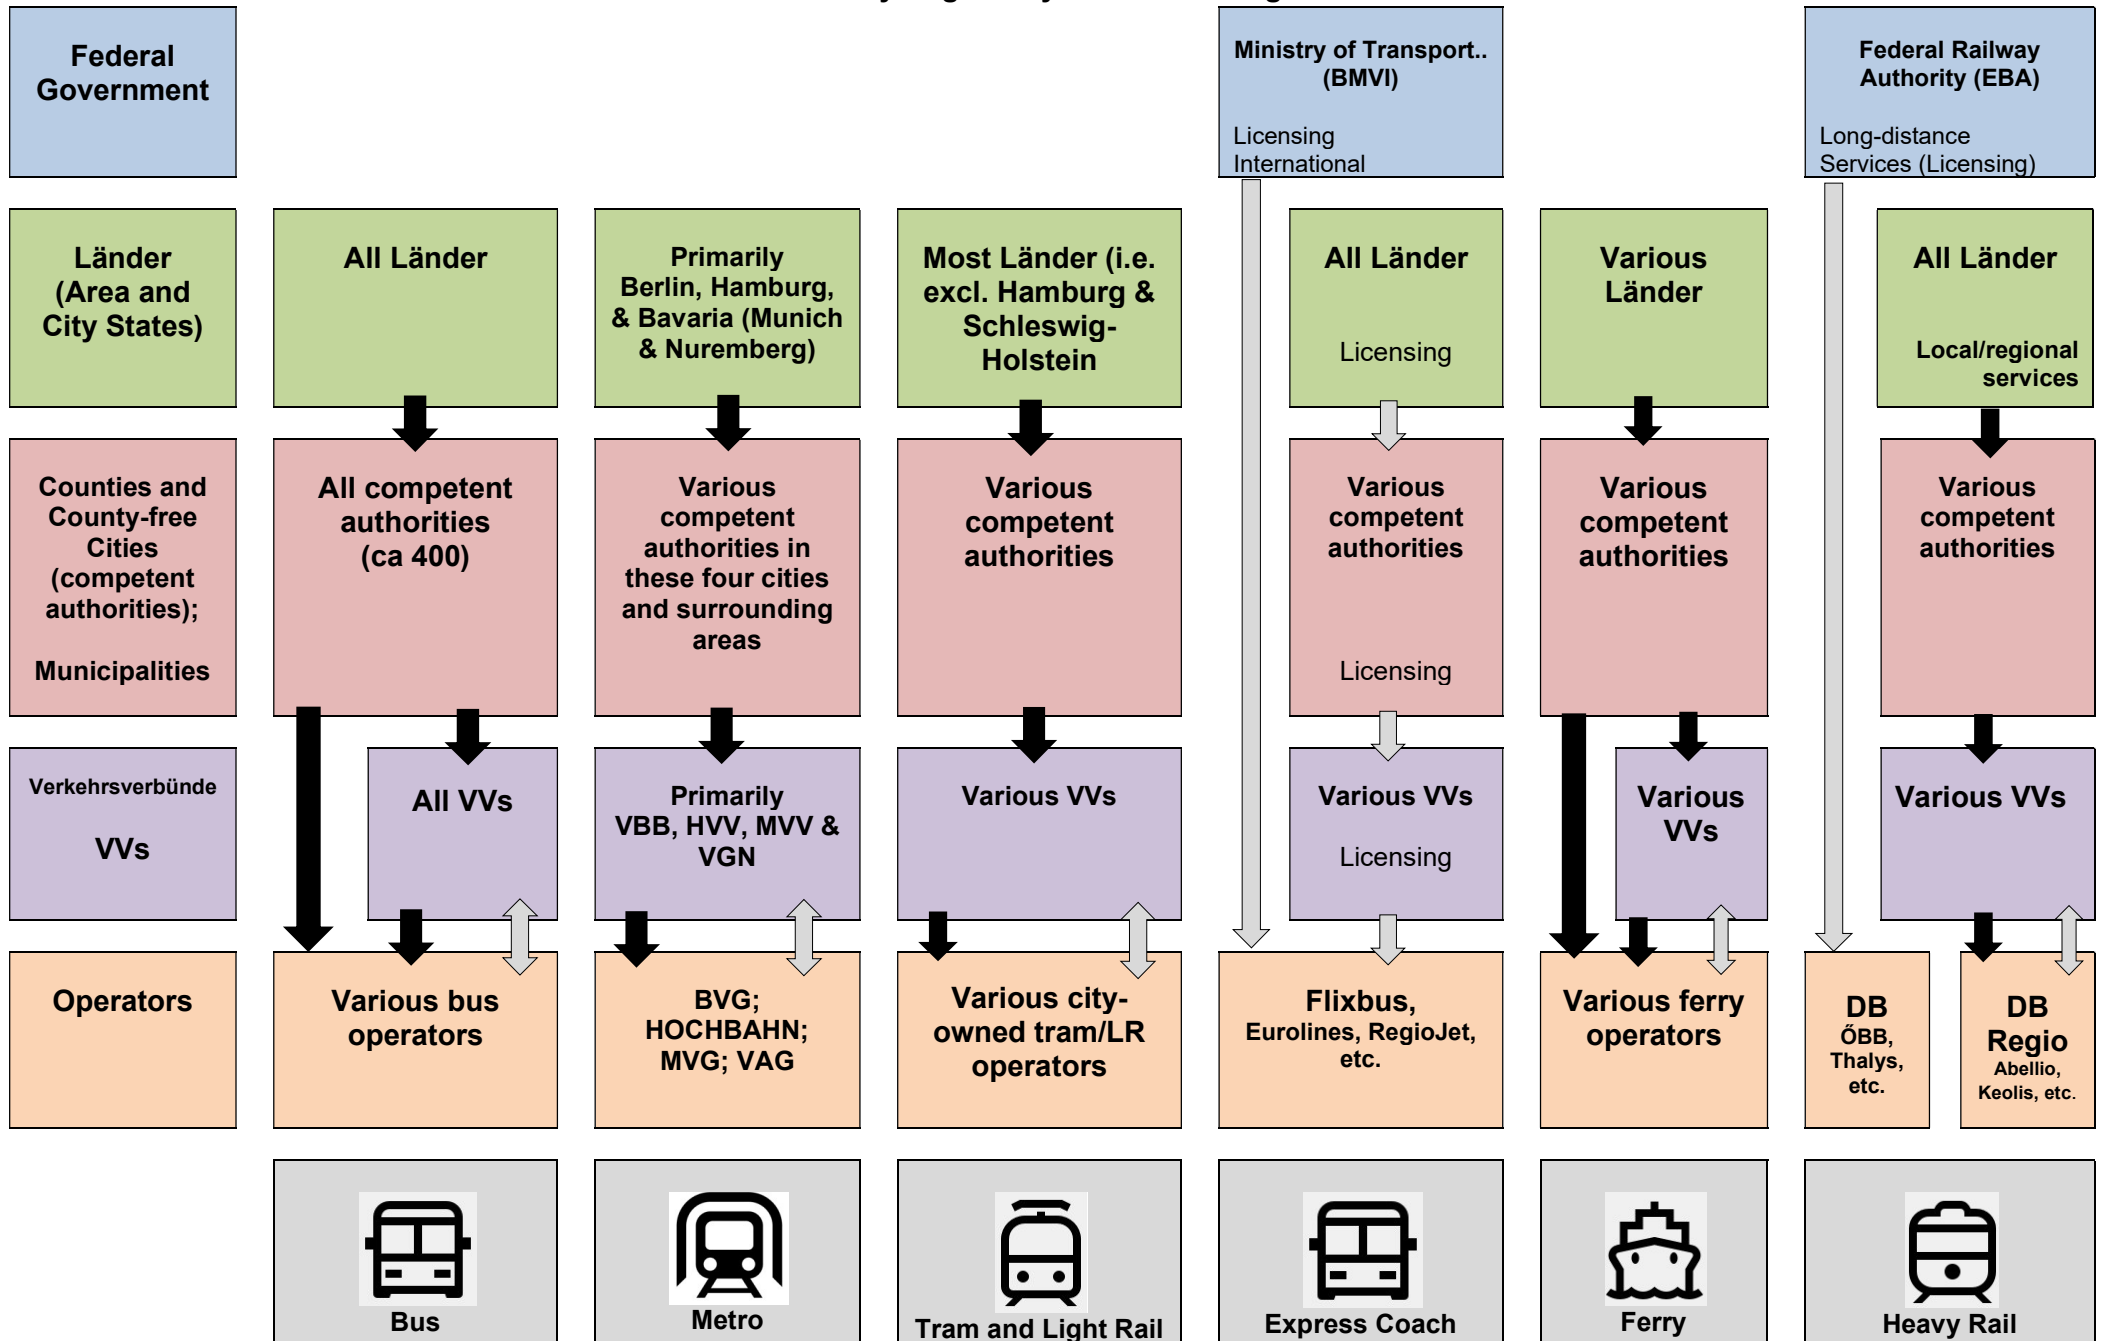 Federal
Government
Ministry of Transport..
(BMVI)
Licensing
International
Federal Railway
Authority (EBA)
Long-distance
Services (Licensing)
Länder
(Area and
City States)
All Länder
Primarily
Berlin, Hamburg,
& Bavaria (Munich
& Nuremberg)
Most Länder (i.e.
excl. Hamburg &
Schleswig-
Holstein
All Länder
Licensing
Various
Länder
All Länder
Local/regional
services
Counties and
County-free
Cities
(competent
authorities);
Municipalities
All competent
authorities
(ca 400)
Various
competent
authorities in
these four cities
and surrounding
areas
Various
competent
authorities
Various
competent
authorities
Licensing
Various
competent
authorities
Various
competent
authorities
Verkehrsverbünde
VVs
All VVs
Primarily
VBB, HVV, MVV &
VGN
Various VVs
Various VVs
Licensing
Various
VVs
Various VVs
Operators
Various bus
operators
BVG;
HOCHBAHN;
MVG; VAG
Various city-
owned tram/LR
operators
Flixbus,
Eurolines, RegioJet,
etc.
Various ferry
operators
DB
ŐBB,
Thalys,
etc.
DB
Regio
Abellio,
Keolis, etc.
Bus
Metro
Tram and Light Rail
Express Coach
Ferry
Heavy Rail